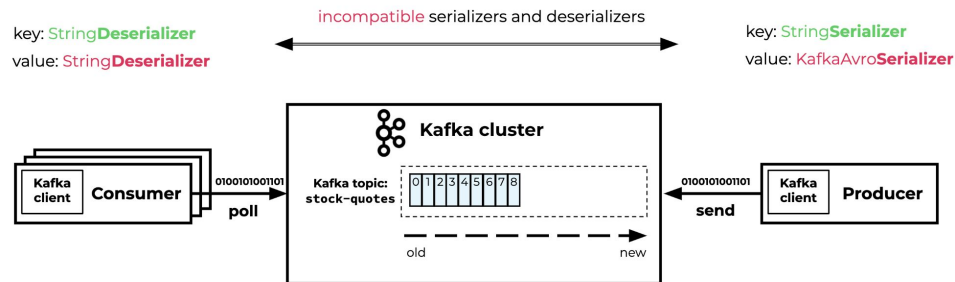 incompatible serializers and deserializers
key: StringDeserializer
value: StringDeserializer
key: StringSerializer
value: KafkaAvroSerializer
Kafka cluster
Kafka client
Consumer
0100101001101
poll
Kafka topic:
stock-quotes
0 1 2 3 4 5 6 7 8
old
new
0100101001101
send
Kafka client
Producer